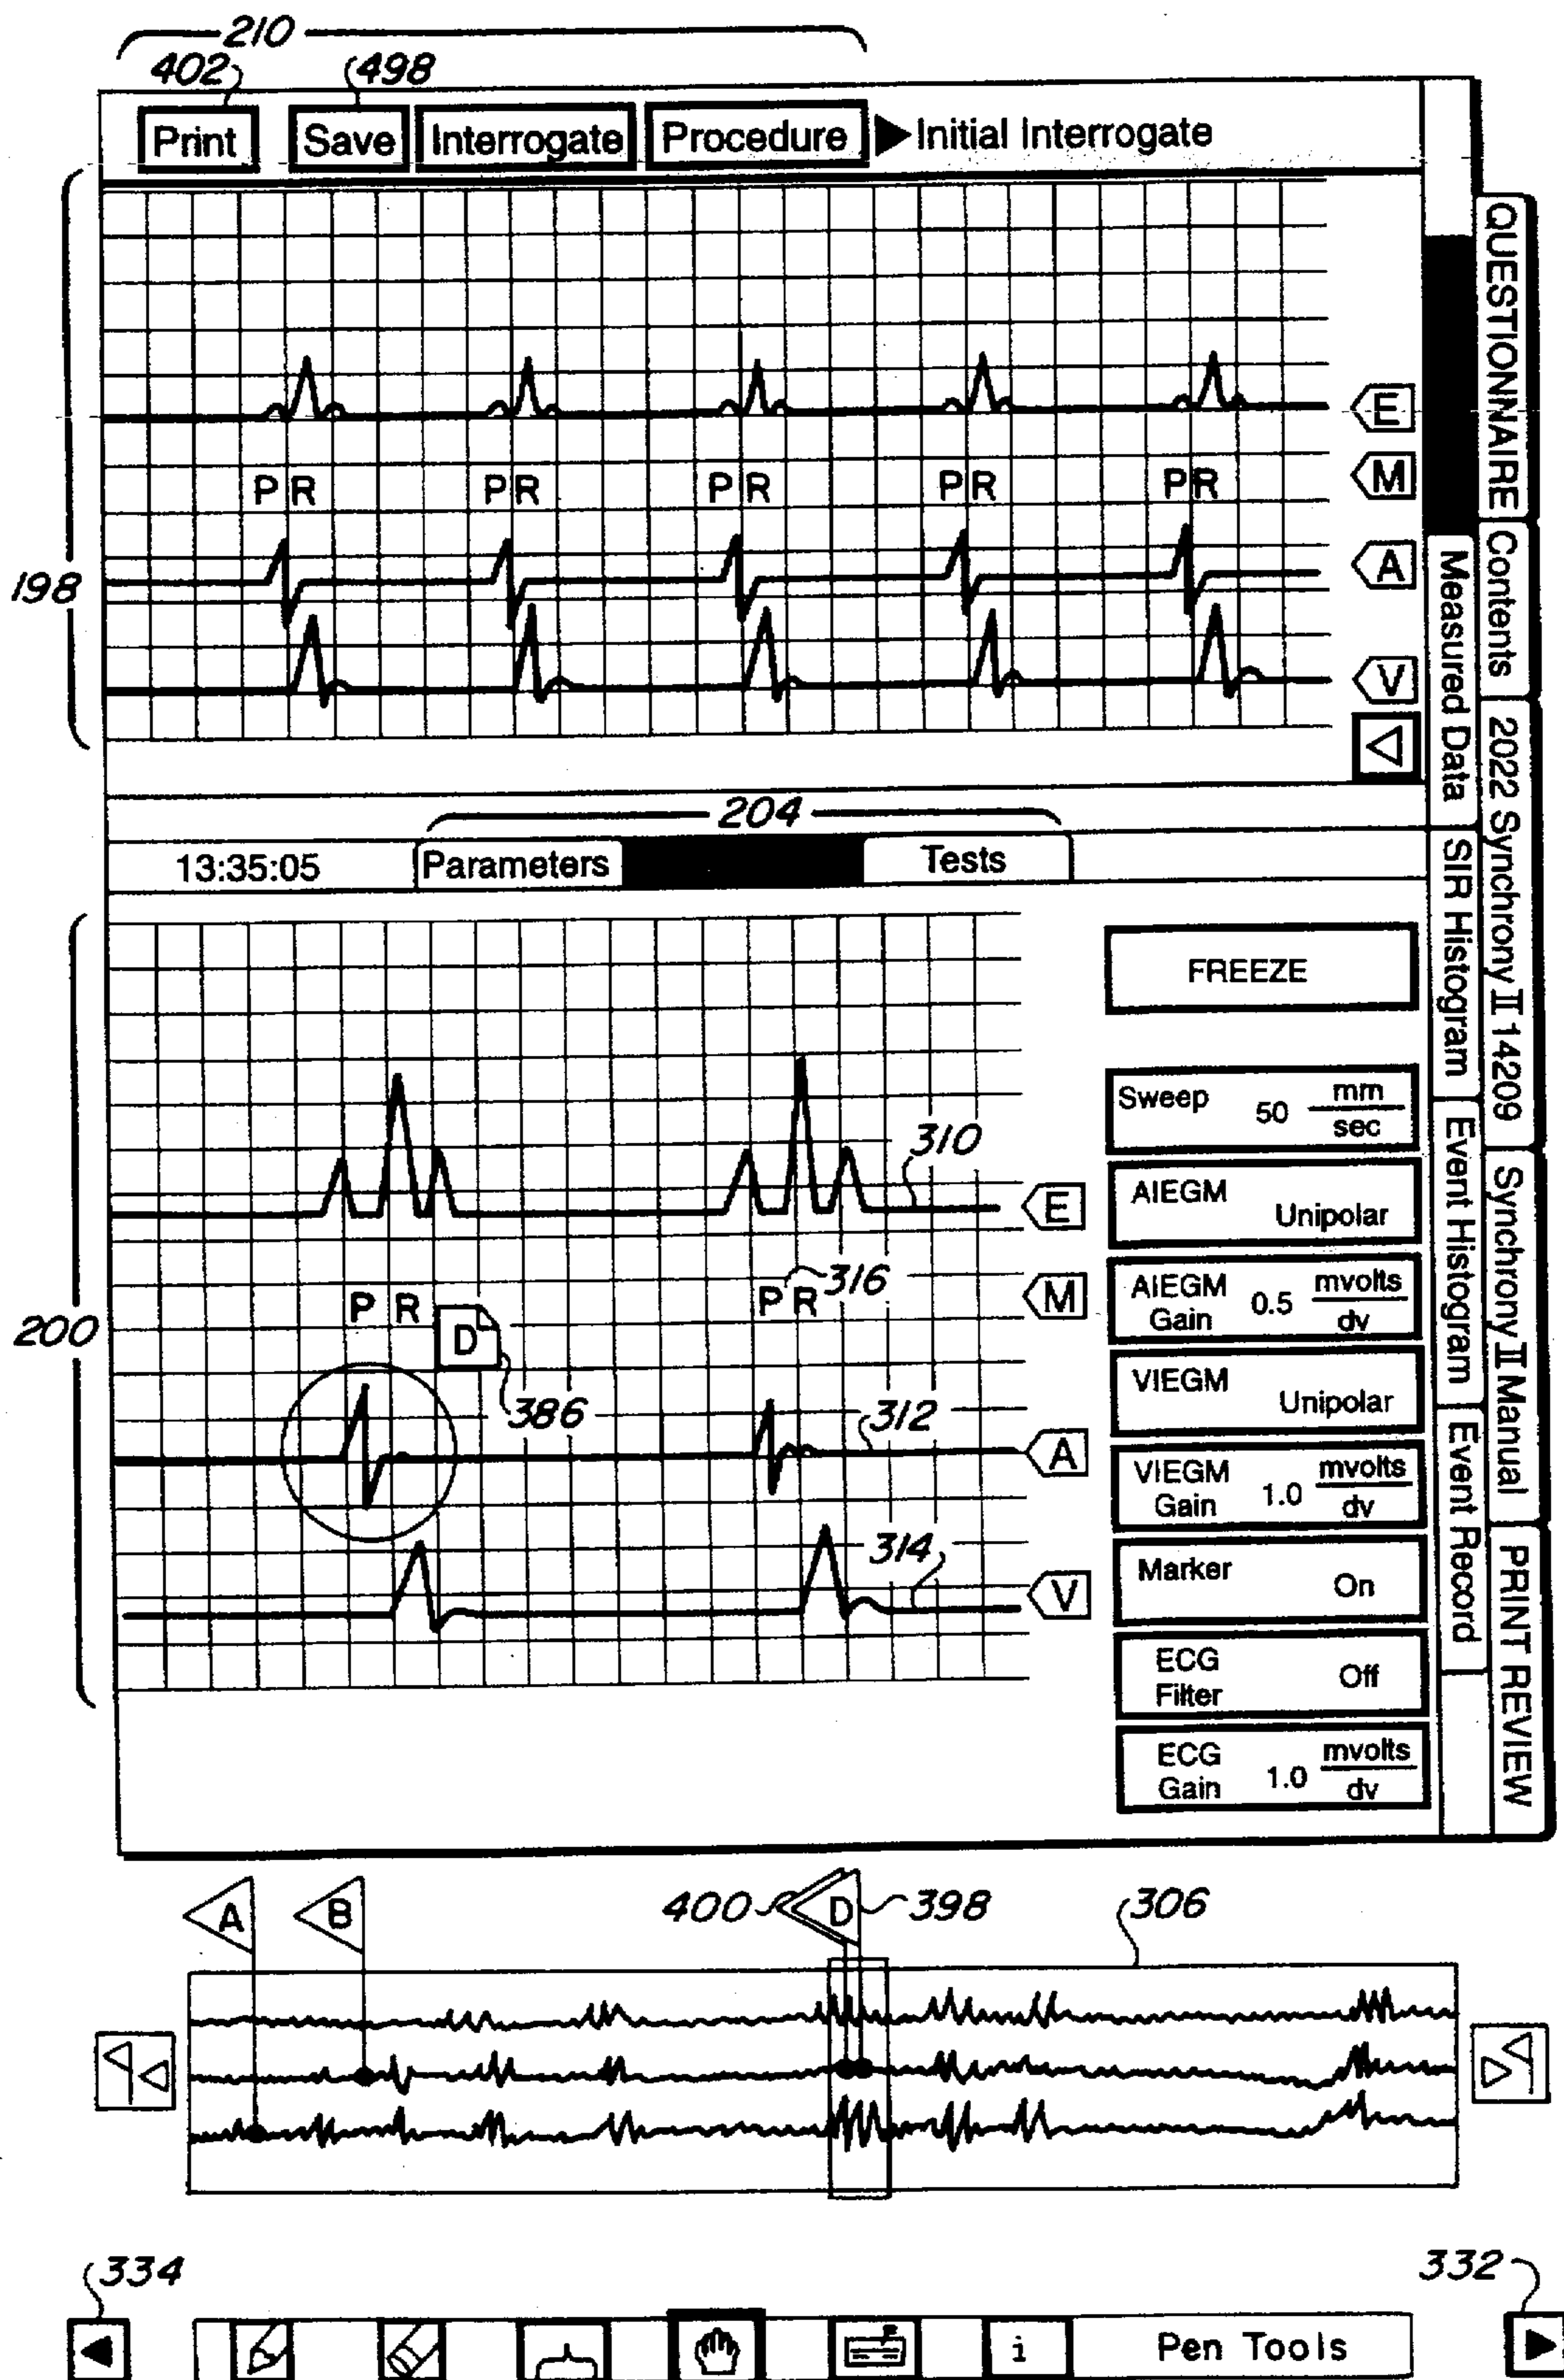 210
402 498
Print Save Interrogate Procedure ▶Initial Interrogate
E
P R P R P R P R P R M
198
A
V
204
13:35:05 Parameters Tests
FREEZE
Sweep 50 mm/sec
310
E
AIEGM Unipolar
P R P R 316 M
AIEGM Gain 0.5 mvolts/dv
200
D
386
312
A
VIEGM Unipolar
VIEGM Gain 1.0 mvolts/dv
314
V
Marker On
ECG Filter Off
ECG Gain 1.0 mvolts/dv
QUESTIONNAIRE
Contents
2022 Synchrony II 14209
Synchrony II Manual
PRINT REVIEW
Measured Data
SIR Histogram
Event Histogram
Event Record
A B 400 D 398 306
334 332
i Pen Tools